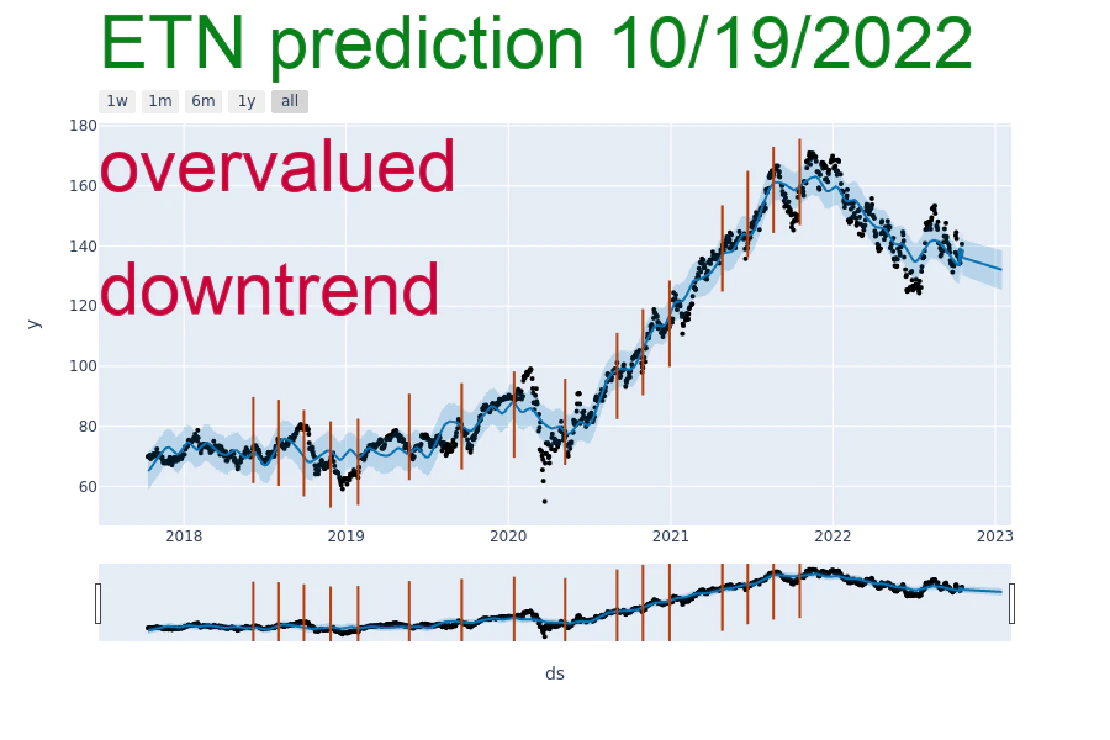 ETN prediction 10/19/2022
1w 1m 6m 1y all
180
overvalued
160
140
downtrend
120
y
100
80
60
2018 2019 2020 2021 2022 2023
ds